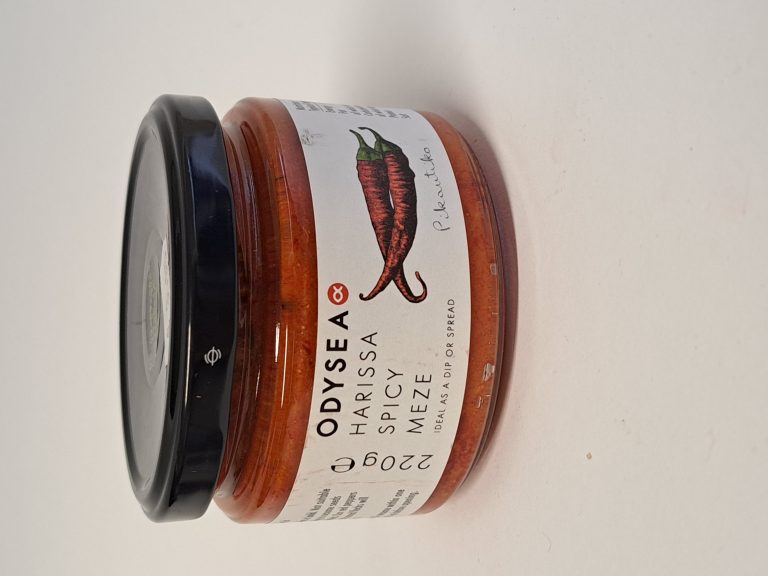 ODYSEA
HARISSA
SPICY
MEZE
IDEAL AS A DIP OR SPREAD
Pikantiko!
220g e